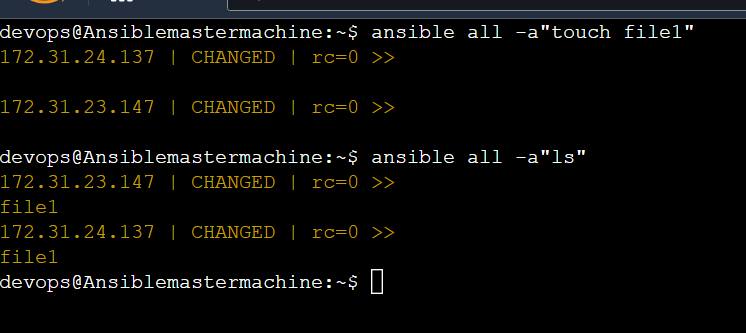 devops@Ansiblemastermachine:~$ ansible all -a"touch file1"
172.31.24.137 | CHANGED | rc=0 >>
172.31.23.147 | CHANGED | rc=0 >>
devops@Ansiblemastermachine:~$ ansible all -a"ls"
172.31.23.147 | CHANGED | rc=0 >>
file1
172.31.24.137 | CHANGED | rc=0 >>
file1
devops@Ansiblemastermachine:~$